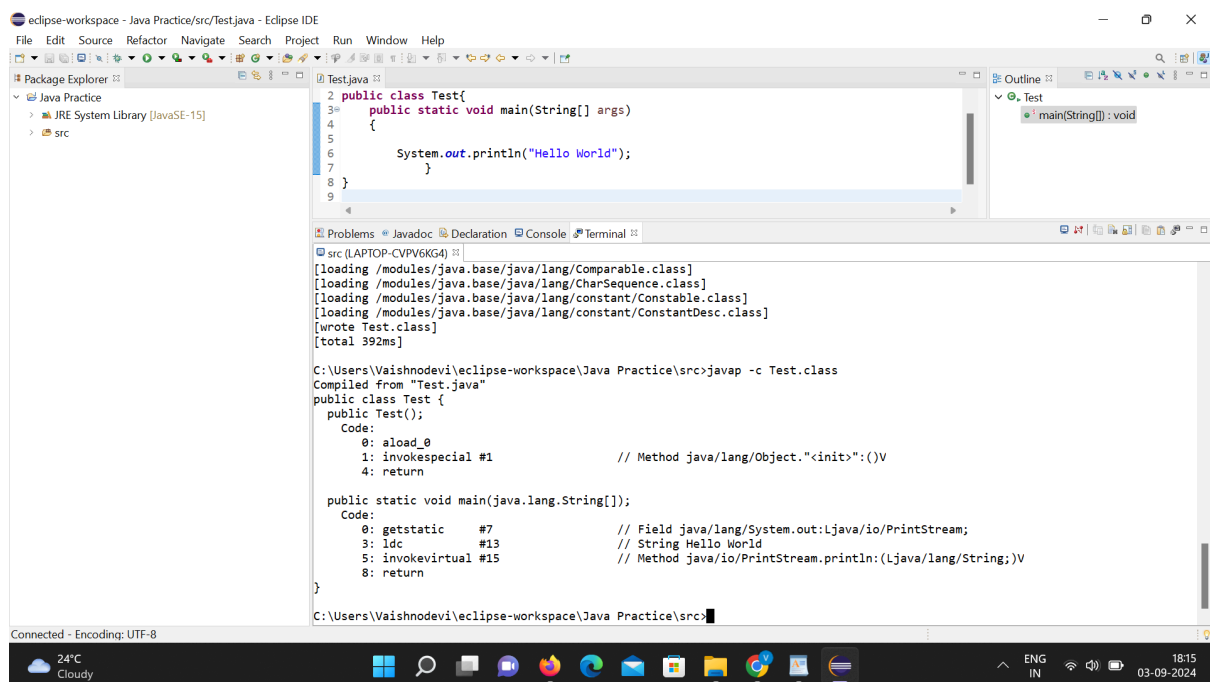 eclipse-workspace - Java Practice/src/Test.java - Eclipse IDE
File Edit Source Refactor Navigate Search Project Run Window Help
Package Explorer
Java Practice
JRE System Library [JavaSE-15]
src
Test.java
2 public class Test{
3 public static void main(String[] args)
4 {
5
6 System.out.println("Hello World");
7 }
8 }
9
Outline
Test
main(String[]) : void
Problems Javadoc Declaration Console Terminal
src (LAPTOP-CVPV6KG4)
[loading /modules/java.base/java/lang/Comparable.class]
[loading /modules/java.base/java/lang/CharSequence.class]
[loading /modules/java.base/java/lang/constant/Constable.class]
[loading /modules/java.base/java/lang/constant/ConstantDesc.class]
[wrote Test.class]
[total 392ms]
C:\Users\Vaishnodevi\eclipse-workspace\Java Practice\src>javap -c Test.class
Compiled from "Test.java"
public class Test {
public Test();
Code:
0: aload_0
1: invokespecial #1 // Method java/lang/Object."<init>":()V
4: return
public static void main(java.lang.String[]);
Code:
0: getstatic #7 // Field java/lang/System.out:Ljava/io/PrintStream;
3: ldc #13 // String Hello World
5: invokevirtual #15 // Method java/io/PrintStream.println:(Ljava/lang/String;)V
8: return
}
C:\Users\Vaishnodevi\eclipse-workspace\Java Practice\src>
Connected - Encoding: UTF-8
24°C
Cloudy
ENG
IN
18:15
03-09-2024